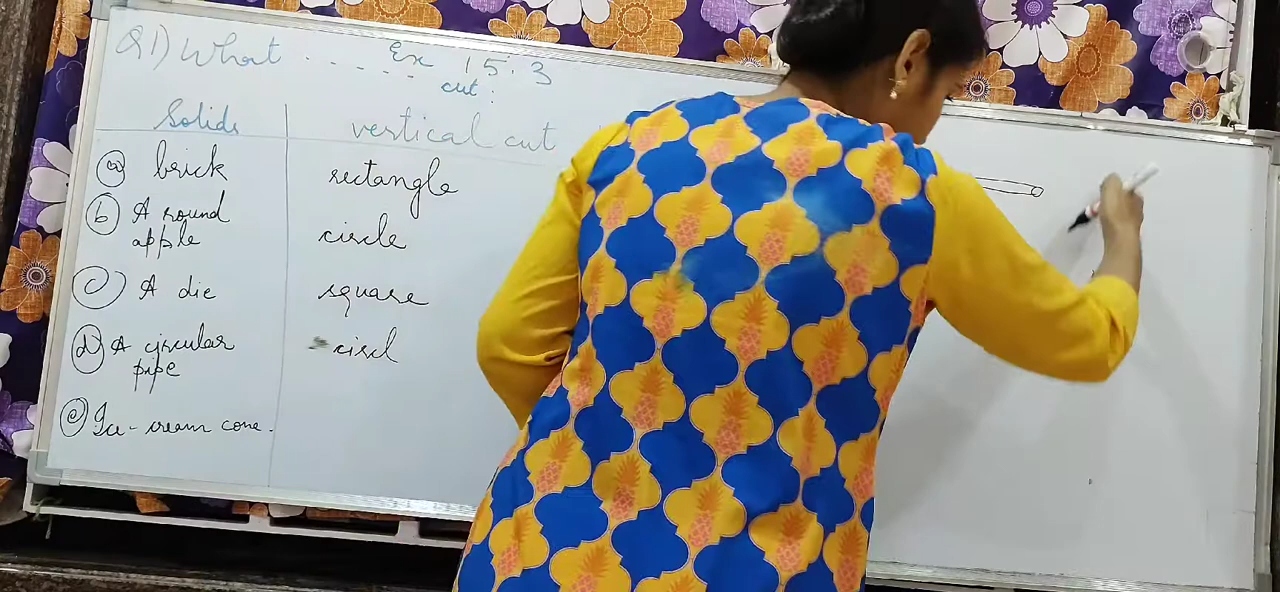 Ex 15.3
Q1) What ...... cut:
Solids vertical cut
(a) brick rectangle
(b) A round
apple circle
(c) A die square
(d) A circular
pipe circl
(e) Ice-cream cone.